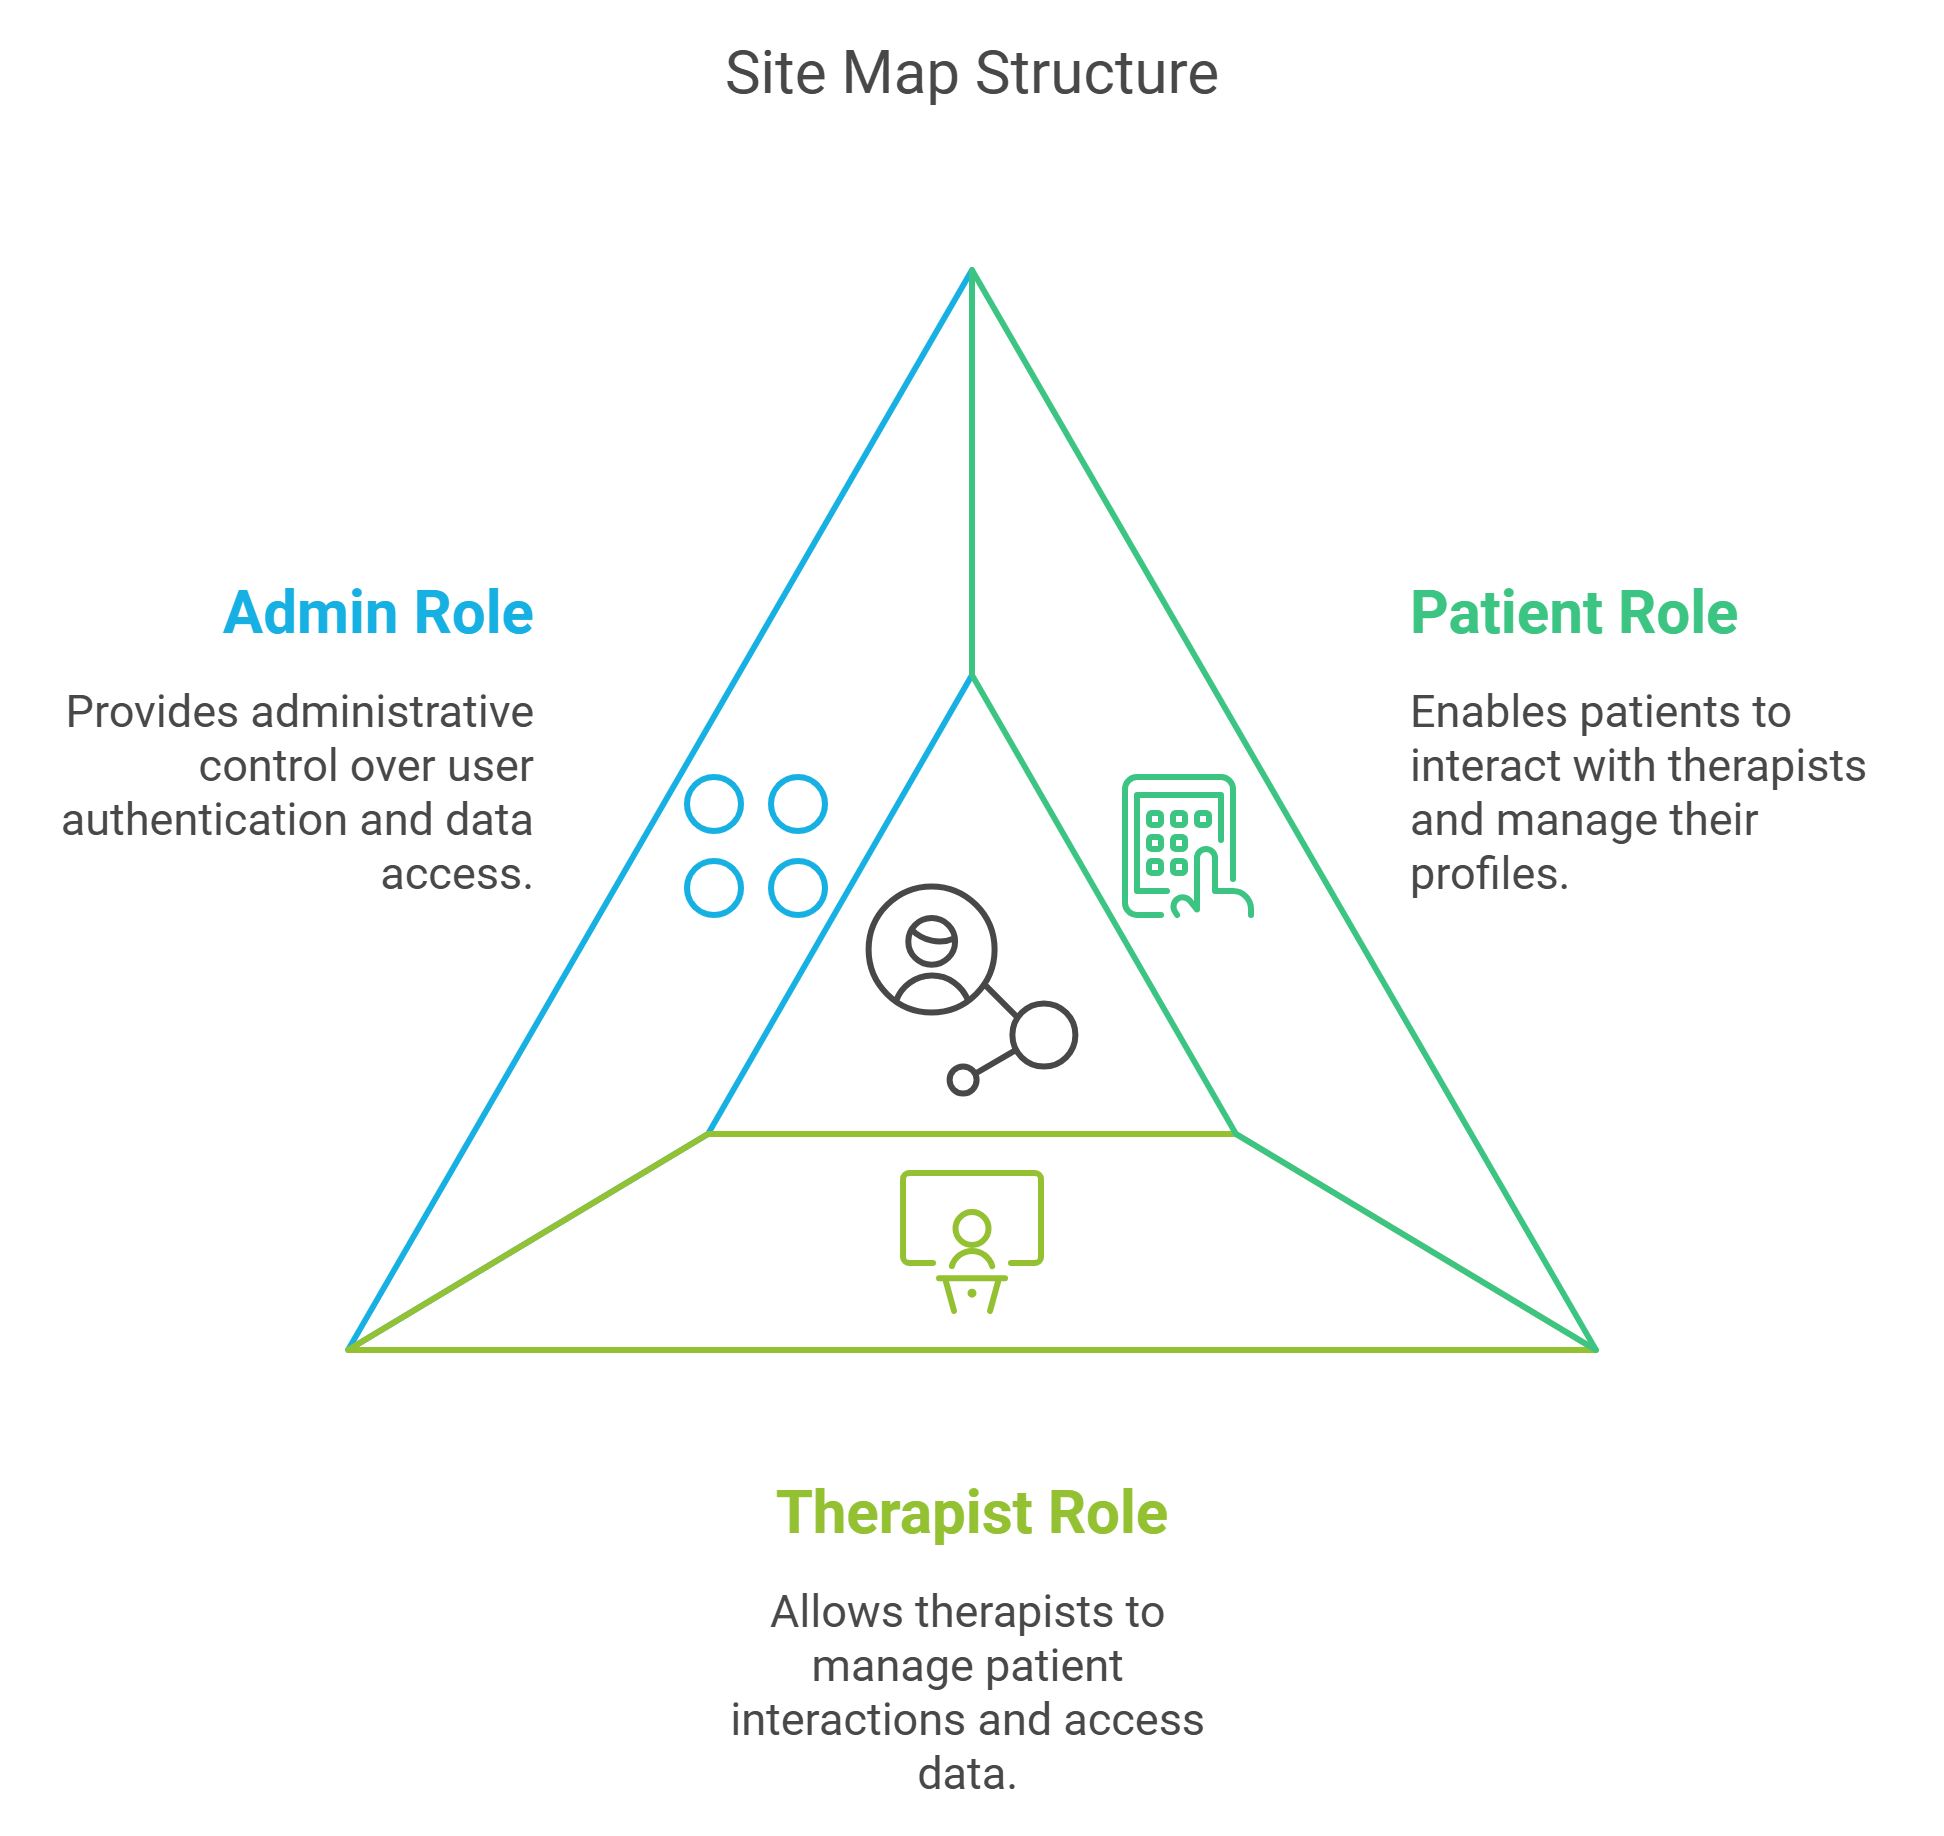 Site Map Structure
Admin Role
Provides administrative
control over user
authentication and data
access.
Patient Role
Enables patients to
interact with therapists
and manage their
profiles.
Therapist Role
Allows therapists to
manage patient
interactions and access
data.